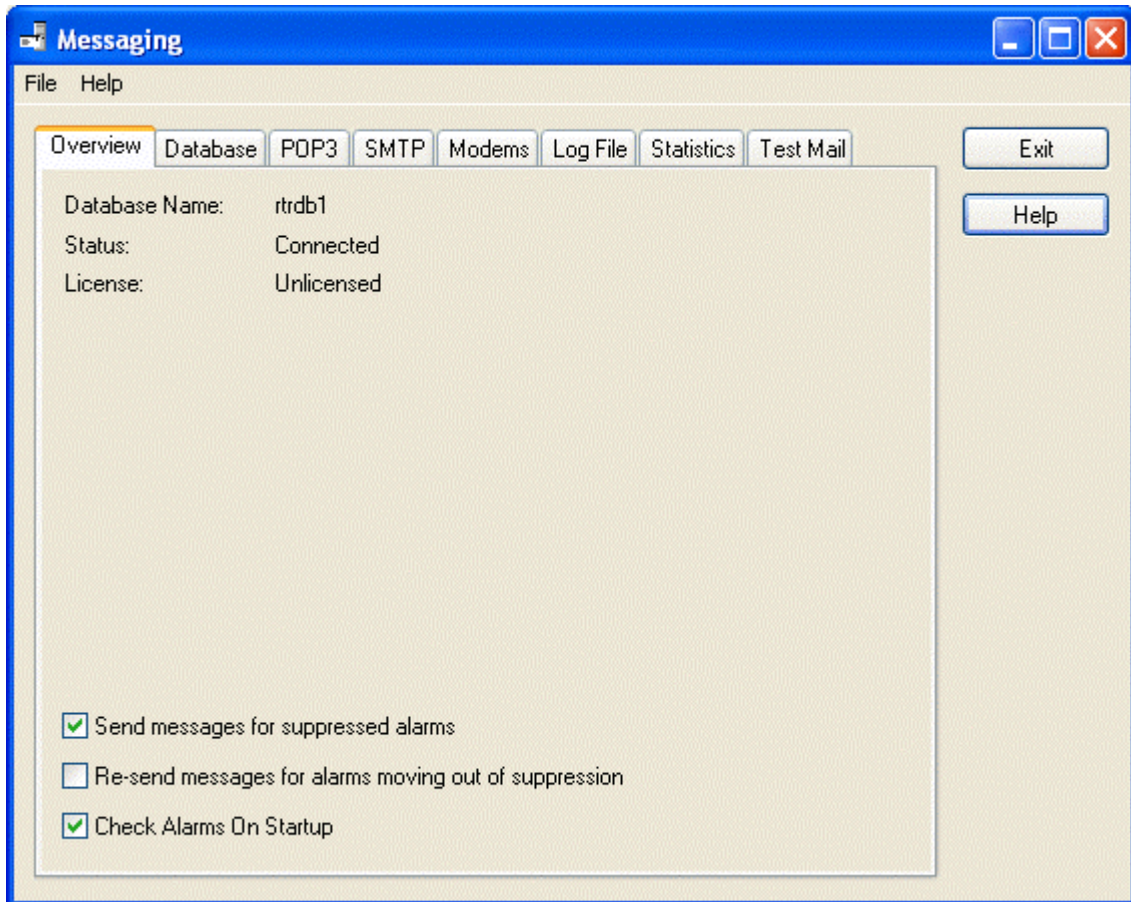 Messaging
File Help
Overview Database POP3 SMTP Modems Log File Statistics Test Mail
Exit
Help
Database Name: rtrdb1
Status: Connected
License: Unlicensed
Send messages for suppressed alarms
Re-send messages for alarms moving out of suppression
Check Alarms On Startup